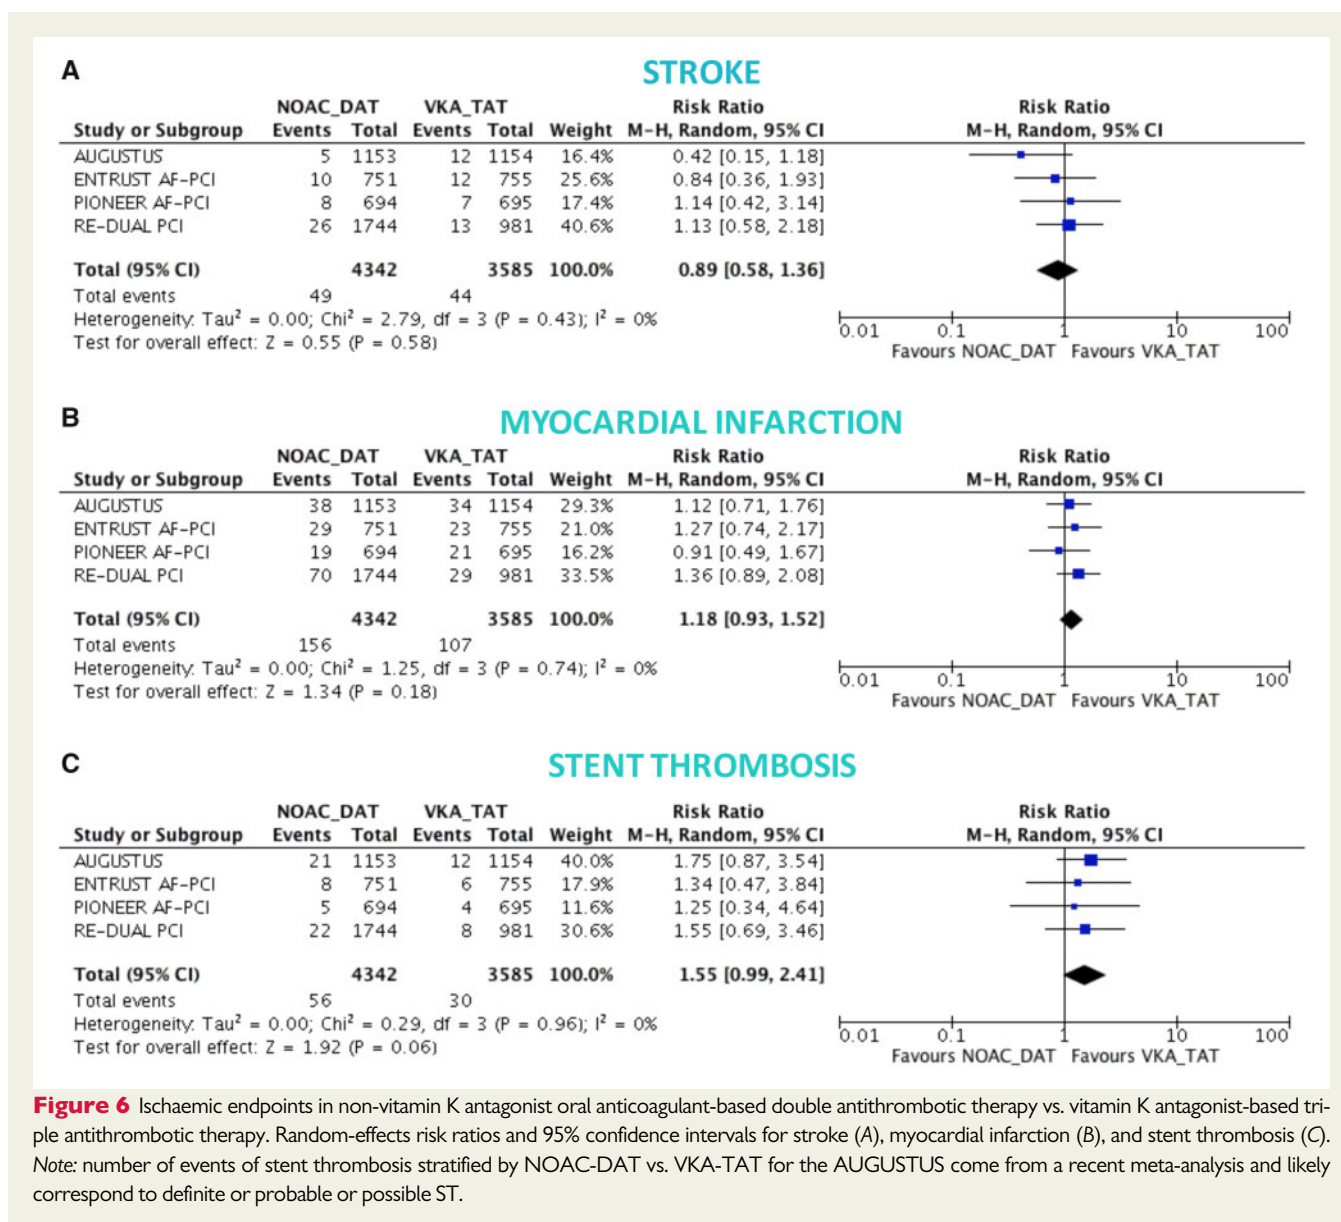 A
STROKE
NOAC_DAT VKA_TAT Risk Ratio Risk Ratio
Study or Subgroup Events Total Events Total Weight M-H, Random, 95% CI M-H, Random, 95% CI
AUGUSTUS 5 1153 12 1154 16.4% 0.42 [0.15, 1.18]
ENTRUST AF-PCI 10 751 12 755 25.6% 0.84 [0.36, 1.93]
PIONEER AF-PCI 8 694 7 695 17.4% 1.14 [0.42, 3.14]
RE-DUAL PCI 26 1744 13 981 40.6% 1.13 [0.58, 2.18]
Total (95% CI) 4342 3585 100.0% 0.89 [0.58, 1.36]
Total events 49 44
Heterogeneity: Tau² = 0.00; Chi² = 2.79, df = 3 (P = 0.43); I² = 0%
Test for overall effect: Z = 0.55 (P = 0.58)
0.01 0.1 1 10 100
Favours NOAC_DAT Favours VKA_TAT
B
MYOCARDIAL INFARCTION
NOAC_DAT VKA_TAT Risk Ratio Risk Ratio
Study or Subgroup Events Total Events Total Weight M-H, Random, 95% CI M-H, Random, 95% CI
AUGUSTUS 38 1153 34 1154 29.3% 1.12 [0.71, 1.76]
ENTRUST AF-PCI 29 751 23 755 21.0% 1.27 [0.74, 2.17]
PIONEER AF-PCI 19 694 21 695 16.2% 0.91 [0.49, 1.67]
RE-DUAL PCI 70 1744 29 981 33.5% 1.36 [0.89, 2.08]
Total (95% CI) 4342 3585 100.0% 1.18 [0.93, 1.52]
Total events 156 107
Heterogeneity: Tau² = 0.00; Chi² = 1.25, df = 3 (P = 0.74); I² = 0%
Test for overall effect: Z = 1.34 (P = 0.18)
0.01 0.1 1 10 100
Favours NOAC_DAT Favours VKA_TAT
C
STENT THROMBOSIS
NOAC_DAT VKA_TAT Risk Ratio Risk Ratio
Study or Subgroup Events Total Events Total Weight M-H, Random, 95% CI M-H, Random, 95% CI
AUGUSTUS 21 1153 12 1154 40.0% 1.75 [0.87, 3.54]
ENTRUST AF-PCI 8 751 6 755 17.9% 1.34 [0.47, 3.84]
PIONEER AF-PCI 5 694 4 695 11.6% 1.25 [0.34, 4.64]
RE-DUAL PCI 22 1744 8 981 30.6% 1.55 [0.69, 3.46]
Total (95% CI) 4342 3585 100.0% 1.55 [0.99, 2.41]
Total events 56 30
Heterogeneity: Tau² = 0.00; Chi² = 0.29, df = 3 (P = 0.96); I² = 0%
Test for overall effect: Z = 1.92 (P = 0.06)
0.01 0.1 1 10 100
Favours NOAC_DAT Favours VKA_TAT
Figure 6 Ischaemic endpoints in non-vitamin K antagonist oral anticoagulant-based double antithrombotic therapy vs. vitamin K antagonist-based tri-
ple antithrombotic therapy. Random-effects risk ratios and 95% confidence intervals for stroke (A), myocardial infarction (B), and stent thrombosis (C).
Note: number of events of stent thrombosis stratified by NOAC-DAT vs. VKA-TAT for the AUGUSTUS come from a recent meta-analysis and likely
correspond to definite or probable or possible ST.